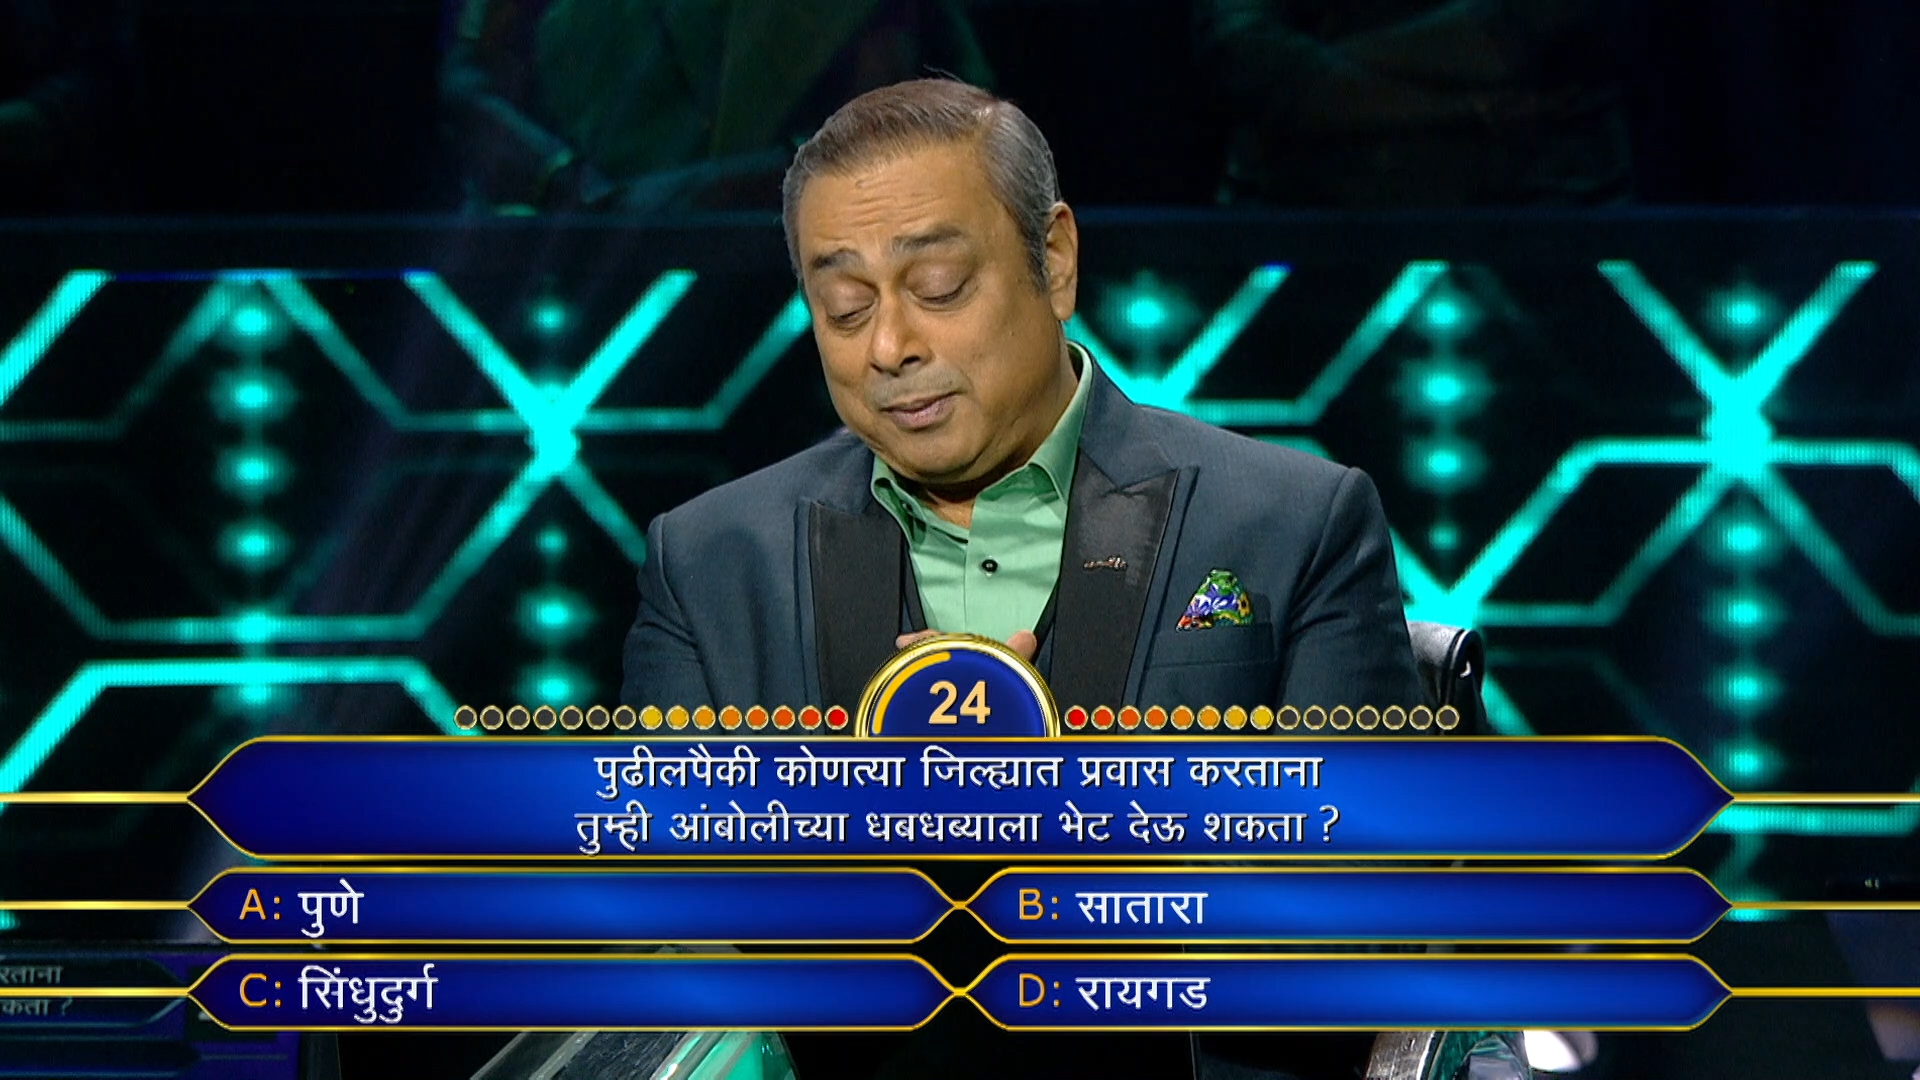 24
पुढीलपैकी कोणत्या जिल्ह्यात प्रवास करताना
तुम्ही आंबोलीच्या धबधब्याला भेट देऊ शकता ?
A: पुणे
B: सातारा
C: सिंधुदुर्ग
D: रायगड